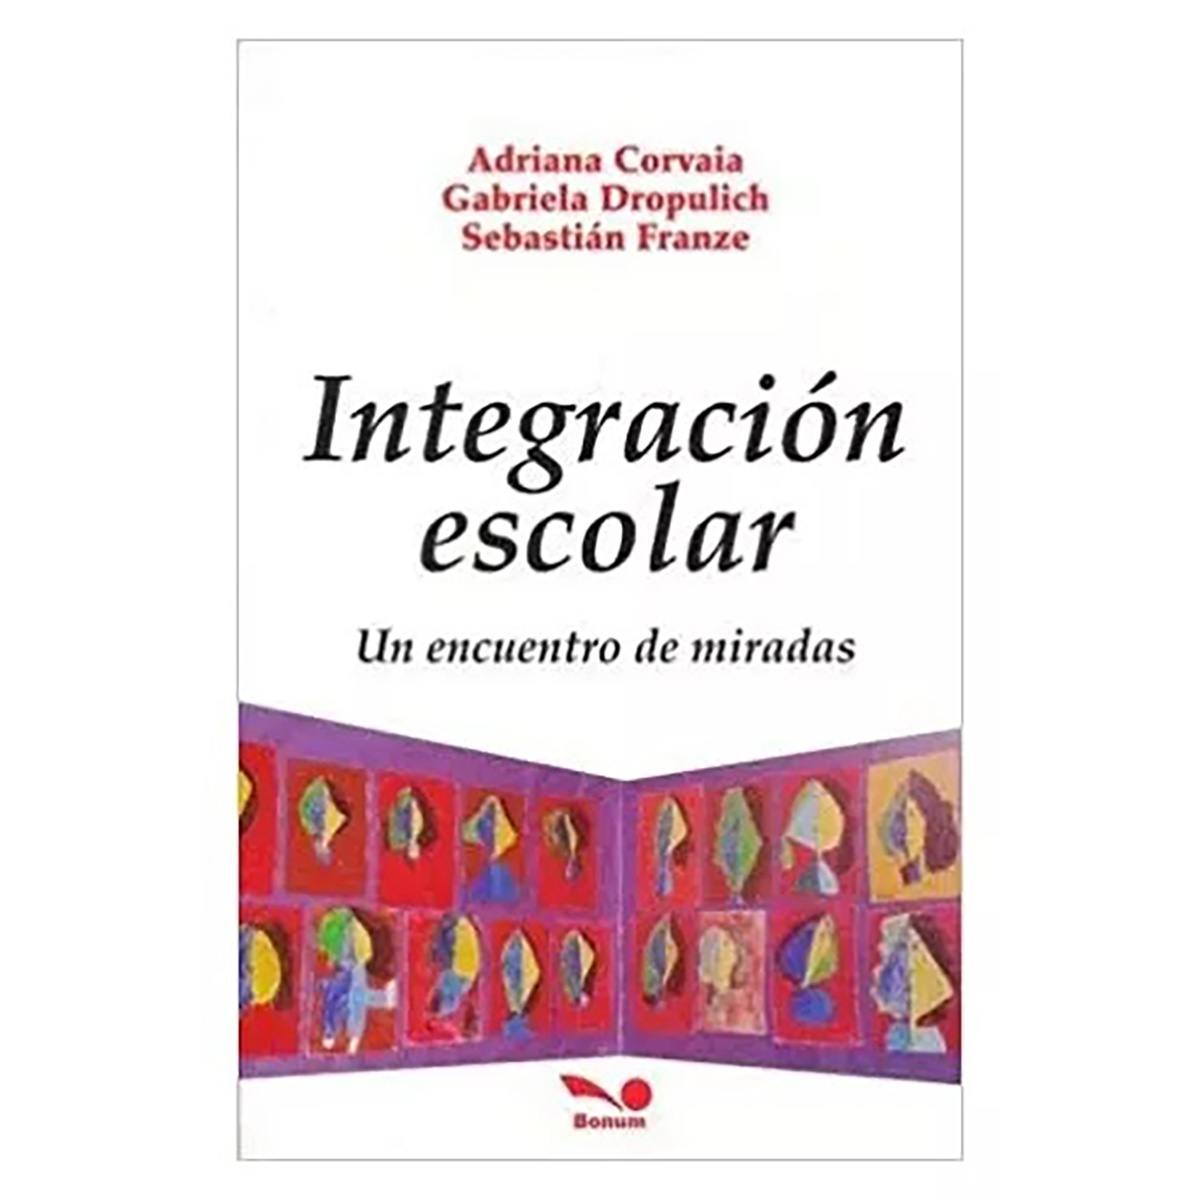 Adriana Corvaia
Gabriela Dropulich
Sebastián Franze
Integración
escolar
Un encuentro de miradas
Bonum